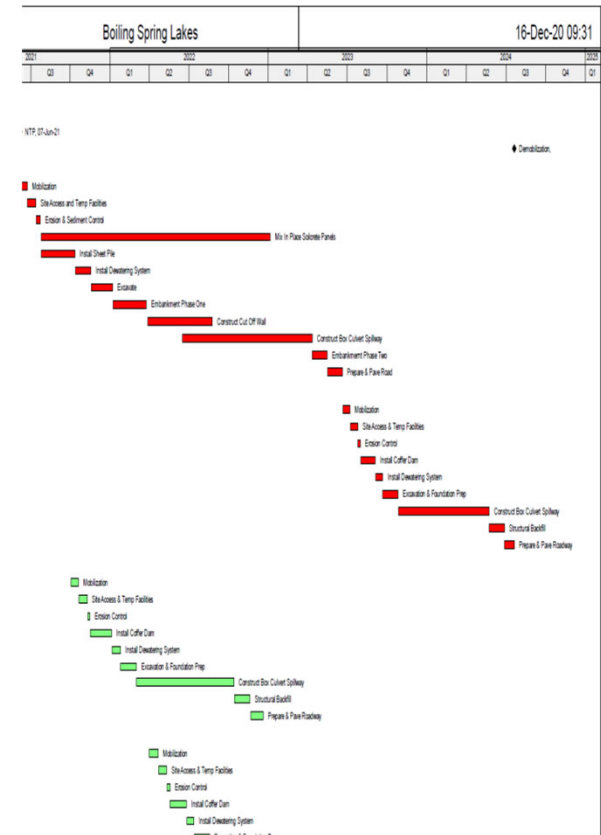 Boiling Spring Lakes
16-Dec-20 09:31
2021 2022 2023 2024 2025
Q3 Q4 Q1 Q2 Q3 Q4 Q1 Q2 Q3 Q4 Q1 Q2 Q3 Q4 Q1
NTP, 07-Jun-21
Demobilization,
Mobilization
Site Access and Temp Facilities
Erosion & Sediment Control
Mix In Place Soilcrete Panels
Install Sheet Pile
Install Dewatering System
Excavate
Embankment Phase One
Construct Cut Off Wall
Construct Box Culvert Spillway
Embankment Phase Two
Prepare & Pave Road
Mobilization
Site Access & Temp Facilities
Erosion Control
Install Coffer Dam
Install Dewatering System
Excavation & Foundation Prep
Construct Box Culvert Spillway
Structural Backfill
Prepare & Pave Roadway
Mobilization
Site Access & Temp Facilities
Erosion Control
Install Coffer Dam
Install Dewatering System
Excavation & Foundation Prep
Construct Box Culvert Spillway
Structural Backfill
Prepare & Pave Roadway
Mobilization
Site Access & Temp Facilities
Erosion Control
Install Coffer Dam
Install Dewatering System